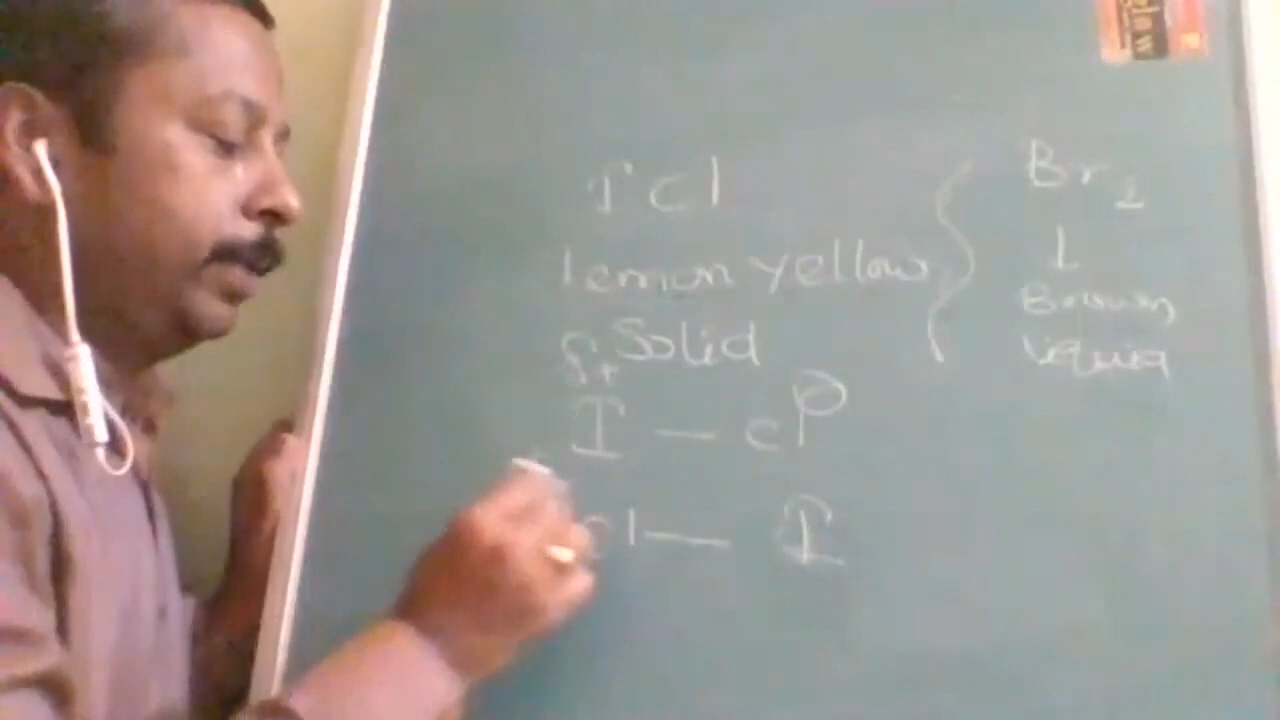 ICl
Lemon yellow
Solid
δ+
I — Cl
Cl — I
Br2
Brown
liquid